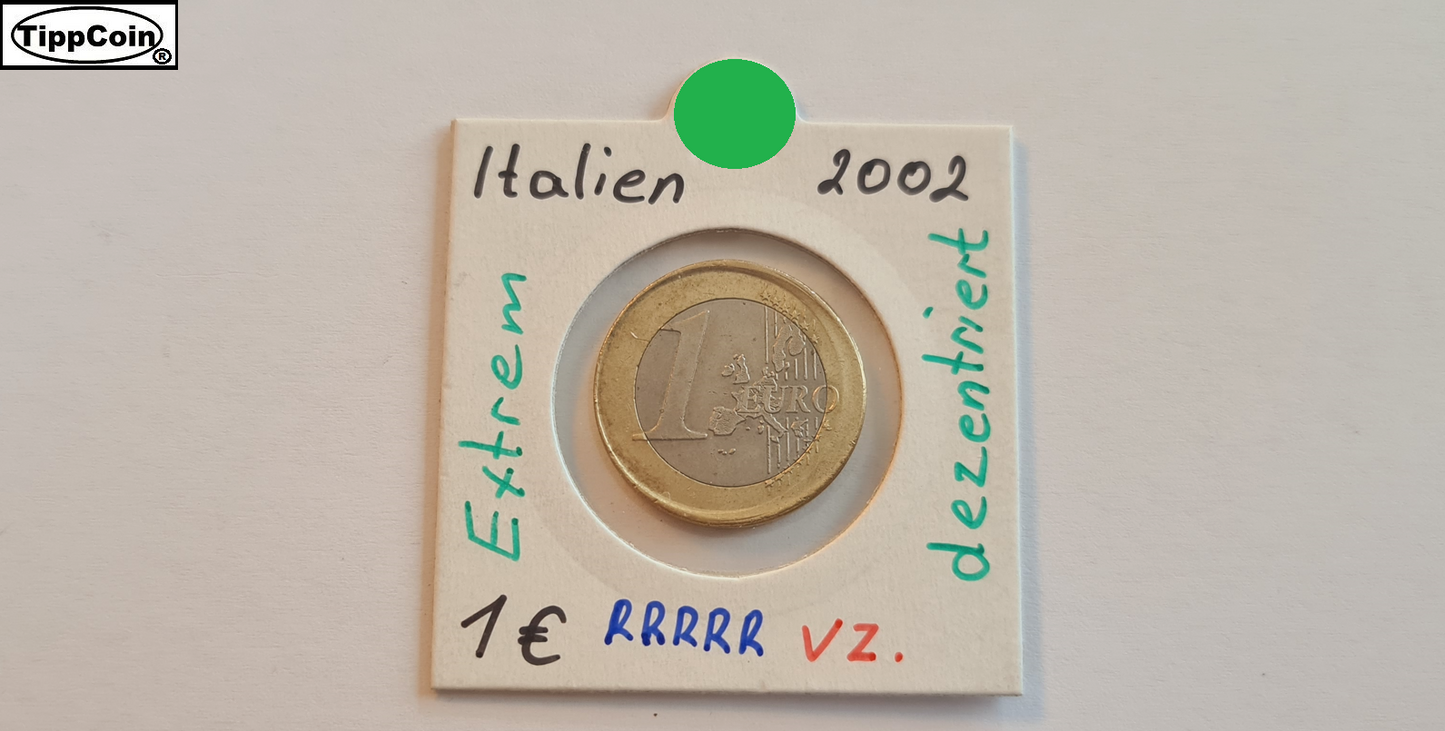 TippCoin®
Italien 2002
Extrem
dezentriert
1 EURO
1€ RRRRR VZ.